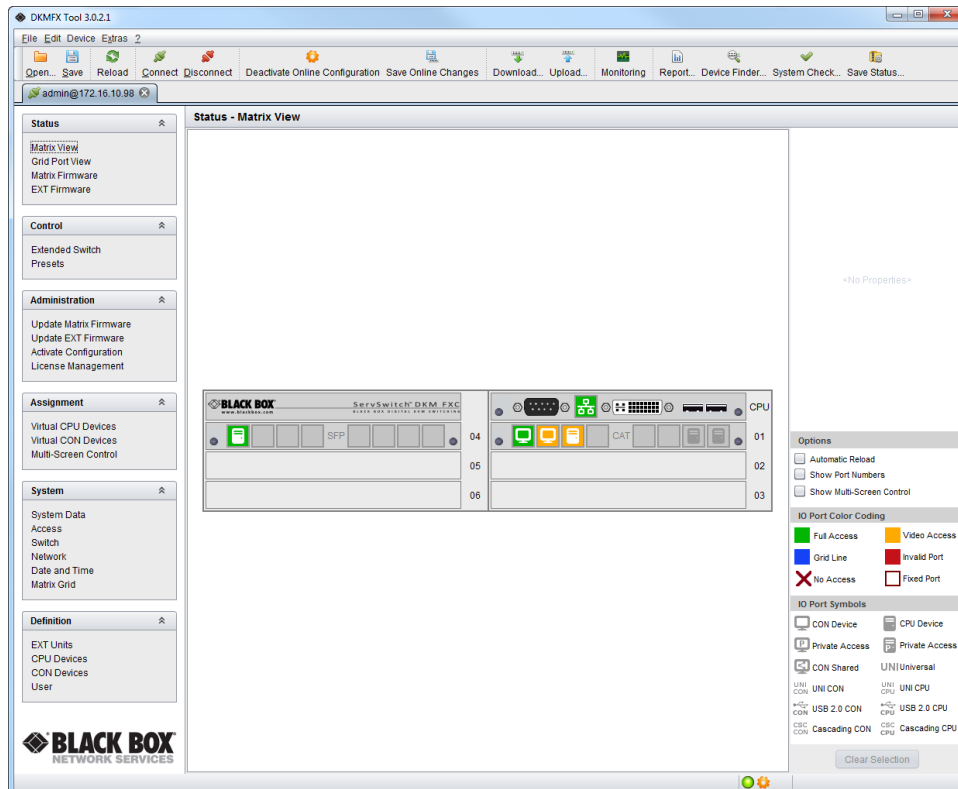 DKMFX Tool 3.0.2.1
File Edit Device Extras ?
Open... Save Reload Connect Disconnect Deactivate Online Configuration Save Online Changes Download... Upload... Monitoring Report... Device Finder... System Check... Save Status...
admin@172.16.10.98
Status
Matrix View
Grid Port View
Matrix Firmware
EXT Firmware
Control
Extended Switch
Presets
Administration
Update Matrix Firmware
Update EXT Firmware
Activate Configuration
License Management
Assignment
Virtual CPU Devices
Virtual CON Devices
Multi-Screen Control
System
System Data
Access
Switch
Network
Date and Time
Matrix Grid
Definition
EXT Units
CPU Devices
CON Devices
User
BLACK BOX
NETWORK SERVICES
Status - Matrix View
BLACK BOX
www.blackbox.com
ServSwitch™ DKM FXC
BLACK BOX DIGITAL KVM SWITCHING
CPU
SFP 04
CAT 01
05
02
06
03
<No Properties>
Options
Automatic Reload
Show Port Numbers
Show Multi-Screen Control
IO Port Color Coding
Full Access Video Access
Grid Line Invalid Port
No Access Fixed Port
IO Port Symbols
CON Device CPU Device
P Private Access P Private Access
CON Shared UNI Universal
UNI CON UNI CON UNI CPU UNI CPU
CON USB 2.0 CON CPU USB 2.0 CPU
CSC CON Cascading CON CSC CPU Cascading CPU
Clear Selection